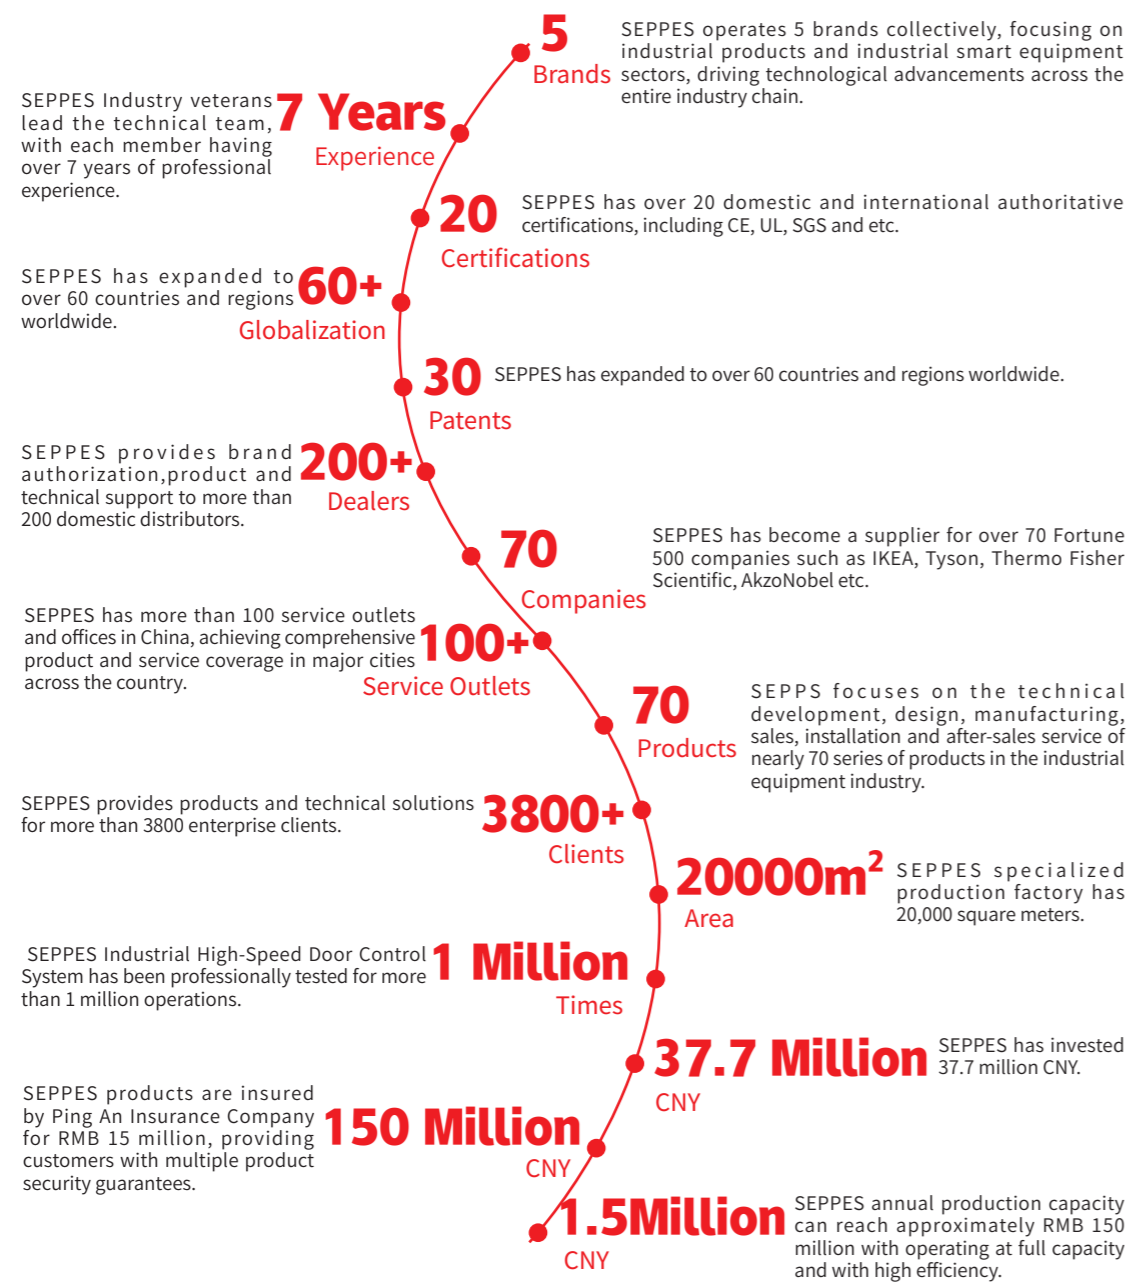 5
Brands
SEPPES operates 5 brands collectively, focusing on
industrial products and industrial smart equipment
sectors, driving technological advancements across the
entire industry chain.
SEPPES Industry veterans
lead the technical team,
with each member having
over 7 years of professional
experience.
7 Years
Experience
20
Certifications
SEPPES has over 20 domestic and international authoritative
certifications, including CE, UL, SGS and etc.
SEPPES has expanded to
over 60 countries and regions
worldwide.
60+
Globalization
30
Patents
SEPPES has expanded to over 60 countries and regions worldwide.
SEPPES provides brand
authorization,product and
technical support to more than
200 domestic distributors.
200+
Dealers
70
Companies
SEPPES has become a supplier for over 70 Fortune
500 companies such as IKEA, Tyson, Thermo Fisher
Scientific, AkzoNobel etc.
SEPPES has more than 100 service outlets
and offices in China, achieving comprehensive
product and service coverage in major cities
across the country.
100+
Service Outlets
70
Products
SEPPS focuses on the technical
development, design, manufacturing,
sales, installation and after-sales service of
nearly 70 series of products in the industrial
equipment industry.
SEPPES provides products and technical solutions
for more than 3800 enterprise clients.
3800+
Clients
20000m²
Area
SEPPES specialized
production factory has
20,000 square meters.
SEPPES Industrial High-Speed Door Control
System has been professionally tested for more
than 1 million operations.
1 Million
Times
37.7 Million
CNY
SEPPES has invested
37.7 million CNY.
SEPPES products are insured
by Ping An Insurance Company
for RMB 15 million, providing
customers with multiple product
security guarantees.
150 Million
CNY
1.5Million
CNY
SEPPES annual production capacity
can reach approximately RMB 150
million with operating at full capacity
and with high efficiency.